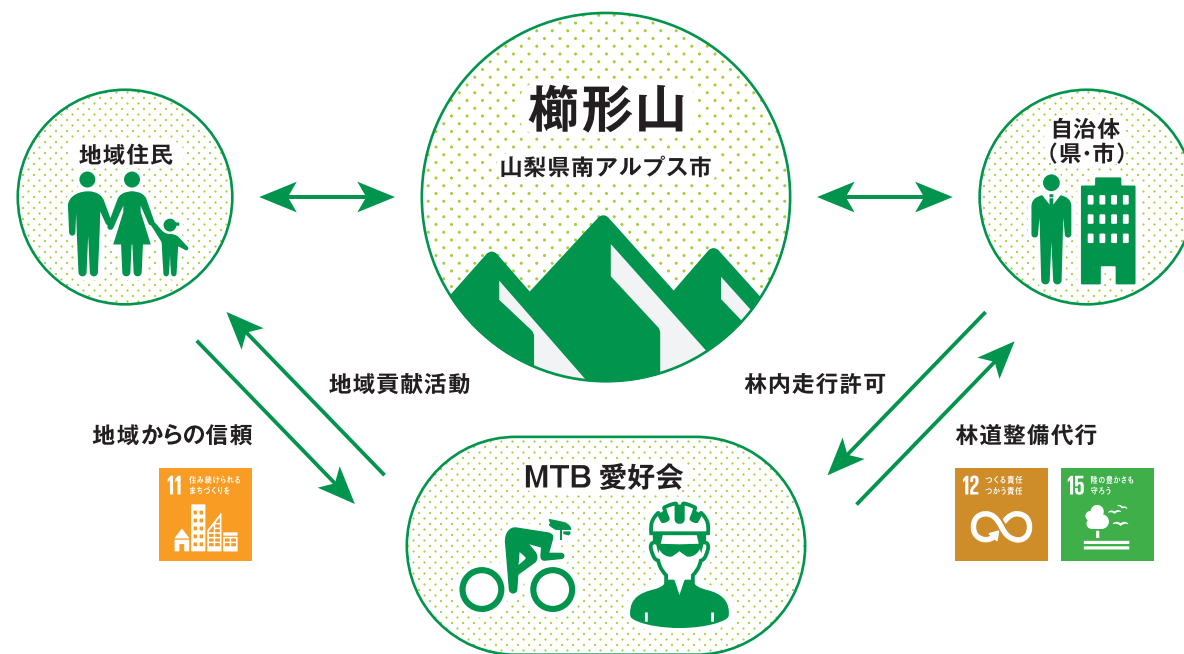 櫛形山
山梨県南アルプス市
地域住民
自治体
（県・市）
地域貢献活動
林内走行許可
地域からの信頼
林道整備代行
MTB 愛好会
11 住み続けられる
まちづくりを
12 つくる責任
つかう責任
15 陸の豊かさも
守ろう